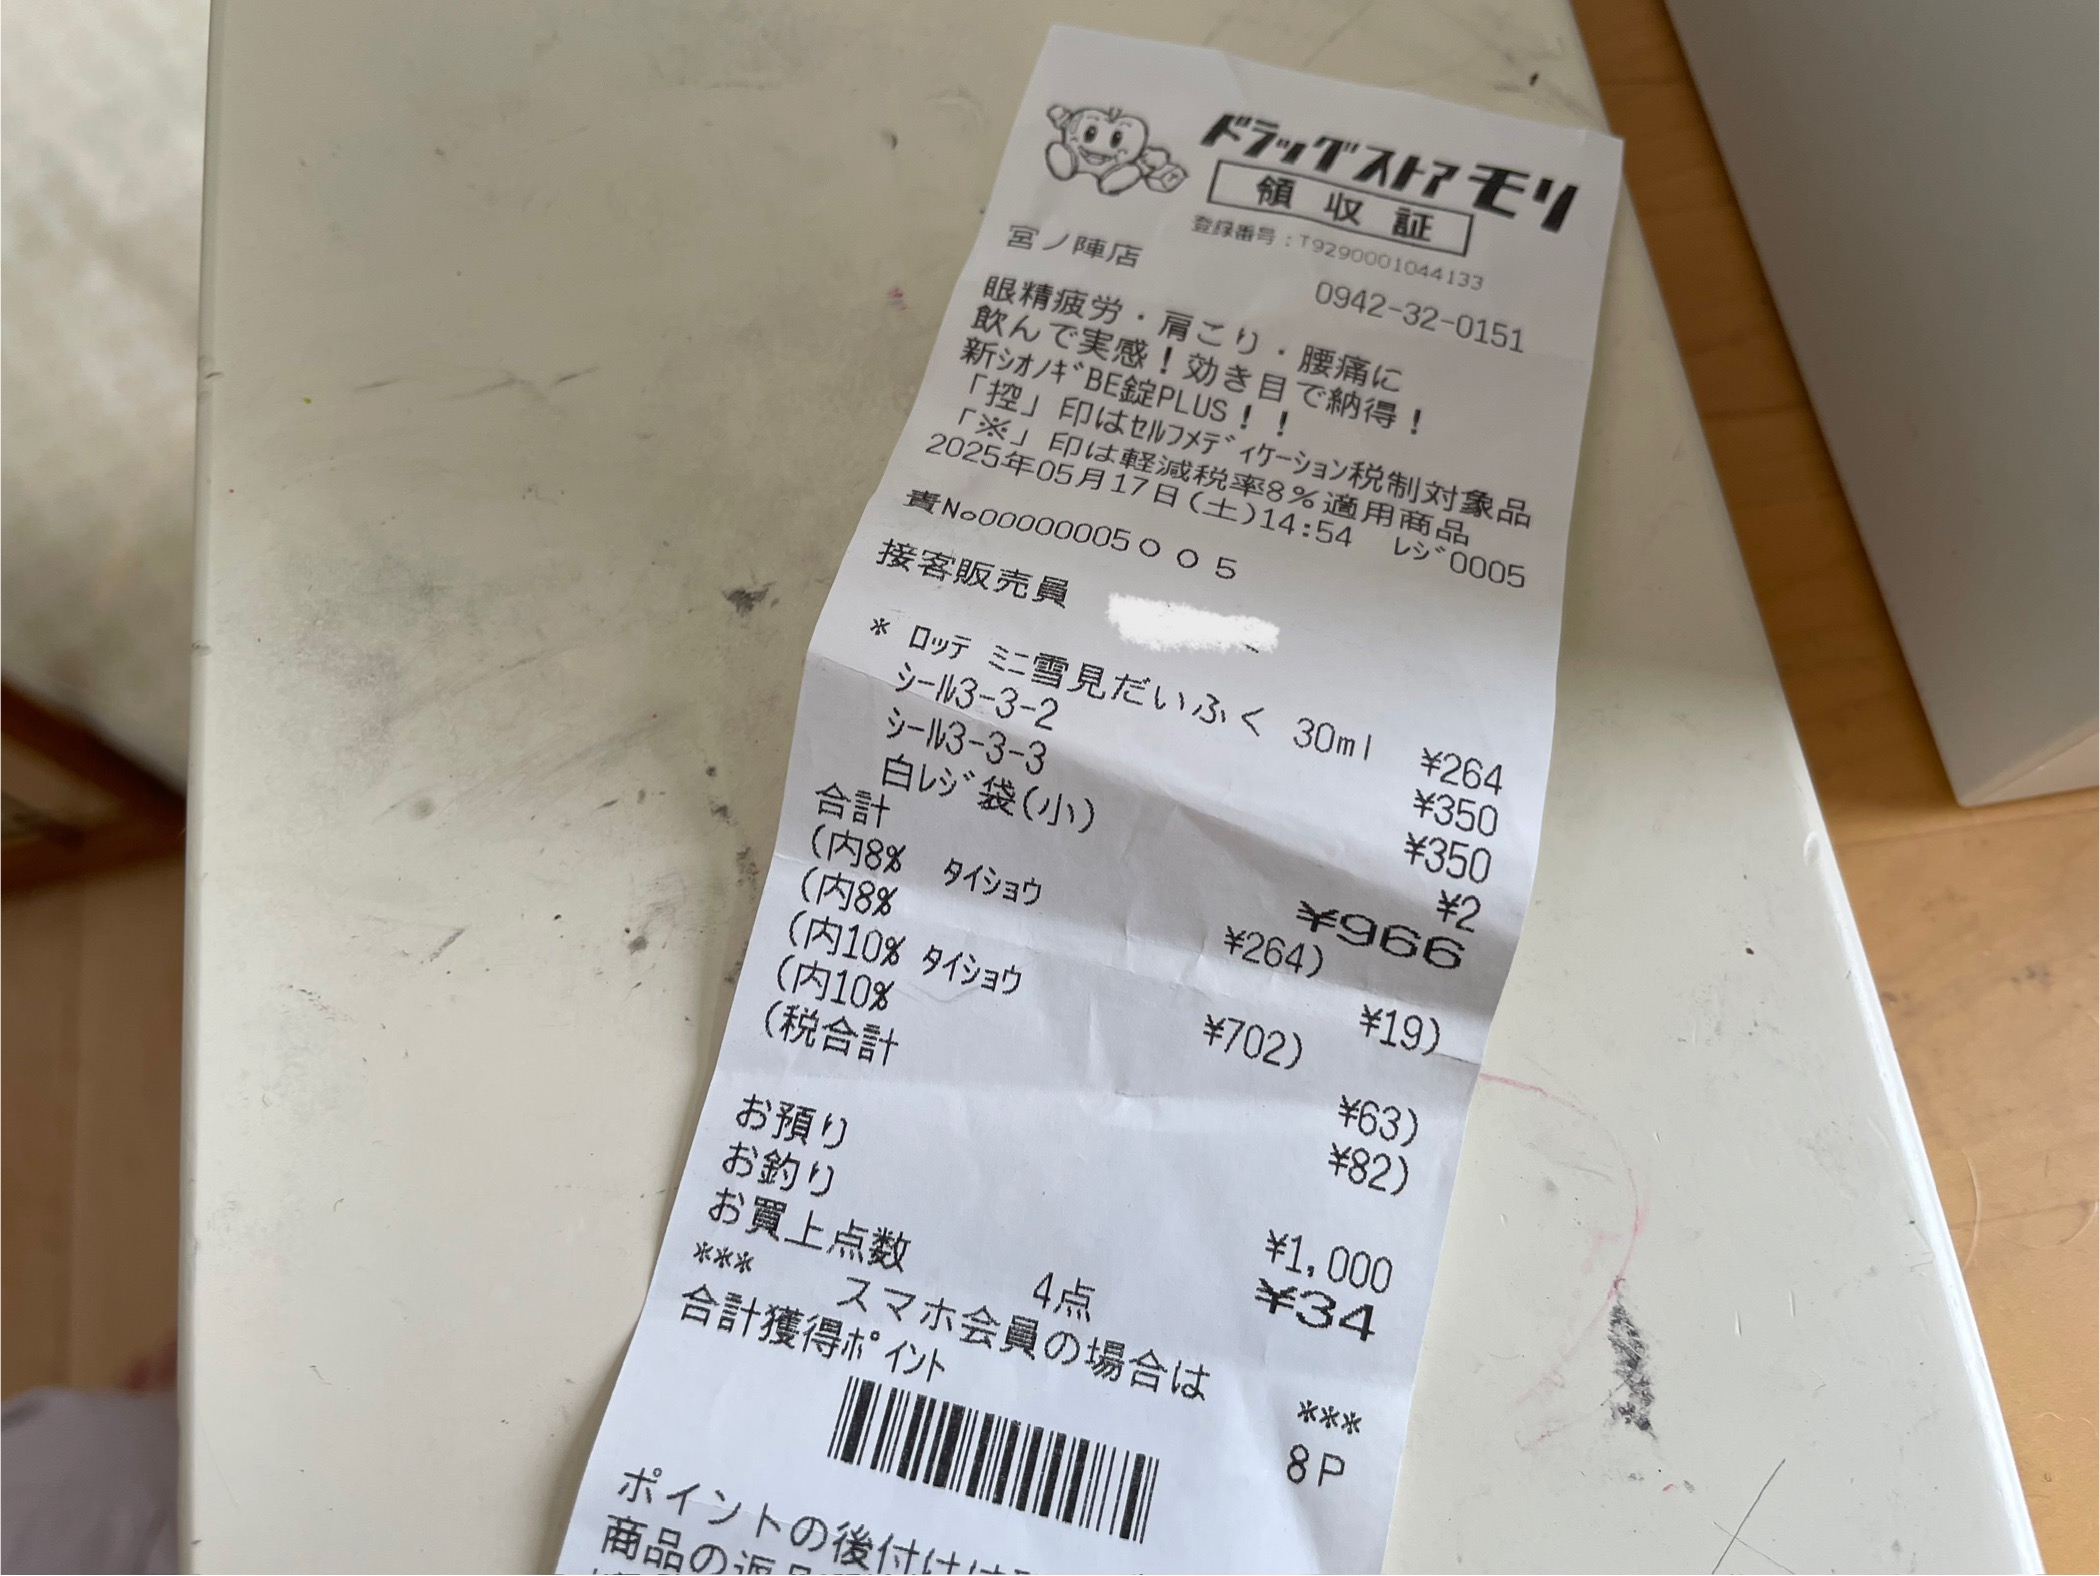 ドラッグストアモリ
領収証
登録番号:T9290001044133
宮ノ陣店 0942-32-0151
眼精疲労・肩こり・腰痛に
飲んで実感!効き目で納得!
新シオノギBE錠PLUS!!
「控」印はセルフメディケーション税制対象品
「※」印は軽減税率8%適用商品
2025年05月17日(土)14:54 レジ0005
責No00000005005
接客販売員
* ロッテ ミニ雪見だいふく 30ml ¥264
シール3-3-2 ¥350
シール3-3-3 ¥350
白レジ袋(小) ¥2
合計 ¥966
(内8% タイショウ ¥264)
(内8% ¥19)
(内10% タイショウ ¥702)
(内10% ¥63)
(税合計 ¥82)
お預り ¥1,000
お釣り ¥34
お買上点数 4点
*** スマホ会員の場合は ***
合計獲得ポイント 8P
ポイントの後付けは
商品の返